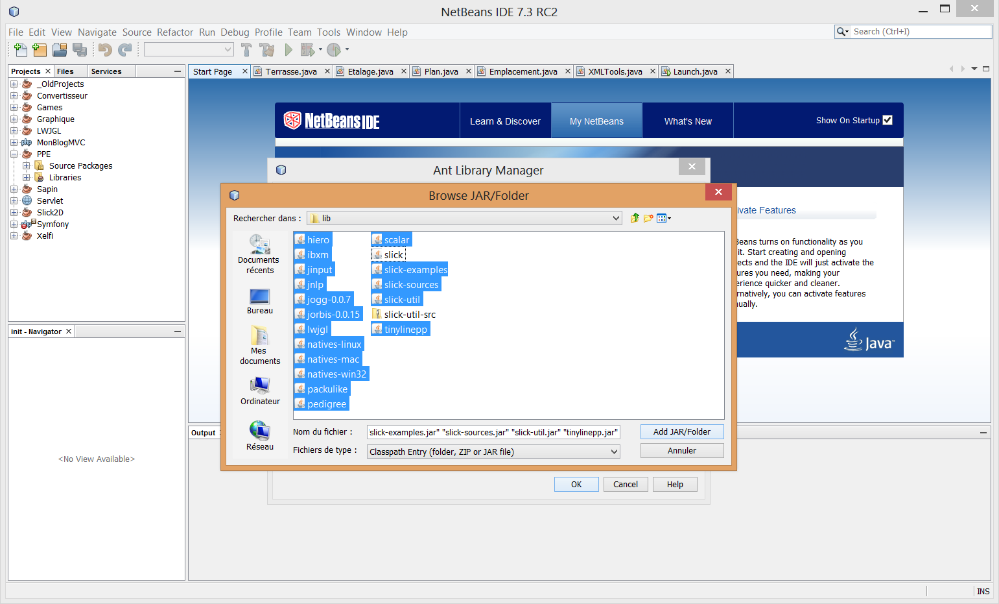 NetBeans IDE 7.3 RC2
File Edit View Navigate Source Refactor Run Debug Profile Team Tools Window Help
Search (Ctrl+I)
Projects Files Services
_OldProjects
Convertisseur
Games
Graphique
LWJGL
MonBlogMVC
PPE
Source Packages
Libraries
Sapin
Servlet
Slick2D
Symfony
Xelfi
init - Navigator
<No View Available>
Start Page Terrasse.java Etalage.java Plan.java Emplacement.java XMLTools.java Launch.java
NetBeans IDE
Learn & Discover My NetBeans What's New Show On Startup
Ant Library Manager
Browse JAR/Folder
Rechercher dans : lib
Documents
récents
Bureau
Mes
documents
Ordinateur
Réseau
hiero
ibxm
jinput
jnlp
jogg-0.0.7
jorbis-0.0.15
lwjgl
natives-linux
natives-mac
natives-win32
packulike
pedigree
scalar
slick
slick-examples
slick-sources
slick-util
slick-util-src
tinylinepp
Nom du fichier : slick-examples.jar" "slick-sources.jar" "slick-util.jar" "tinylinepp.jar" Add JAR/Folder
Fichiers de type : Classpath Entry (folder, ZIP or JAR file) Annuler
OK Cancel Help
ivate Features
Beans turns on functionality as you
it. Start creating and opening
ects and the IDE will just activate the
ures you need, making your
erience quicker and cleaner.
rnatively, you can activate features
nually.
Java™
Output
INS